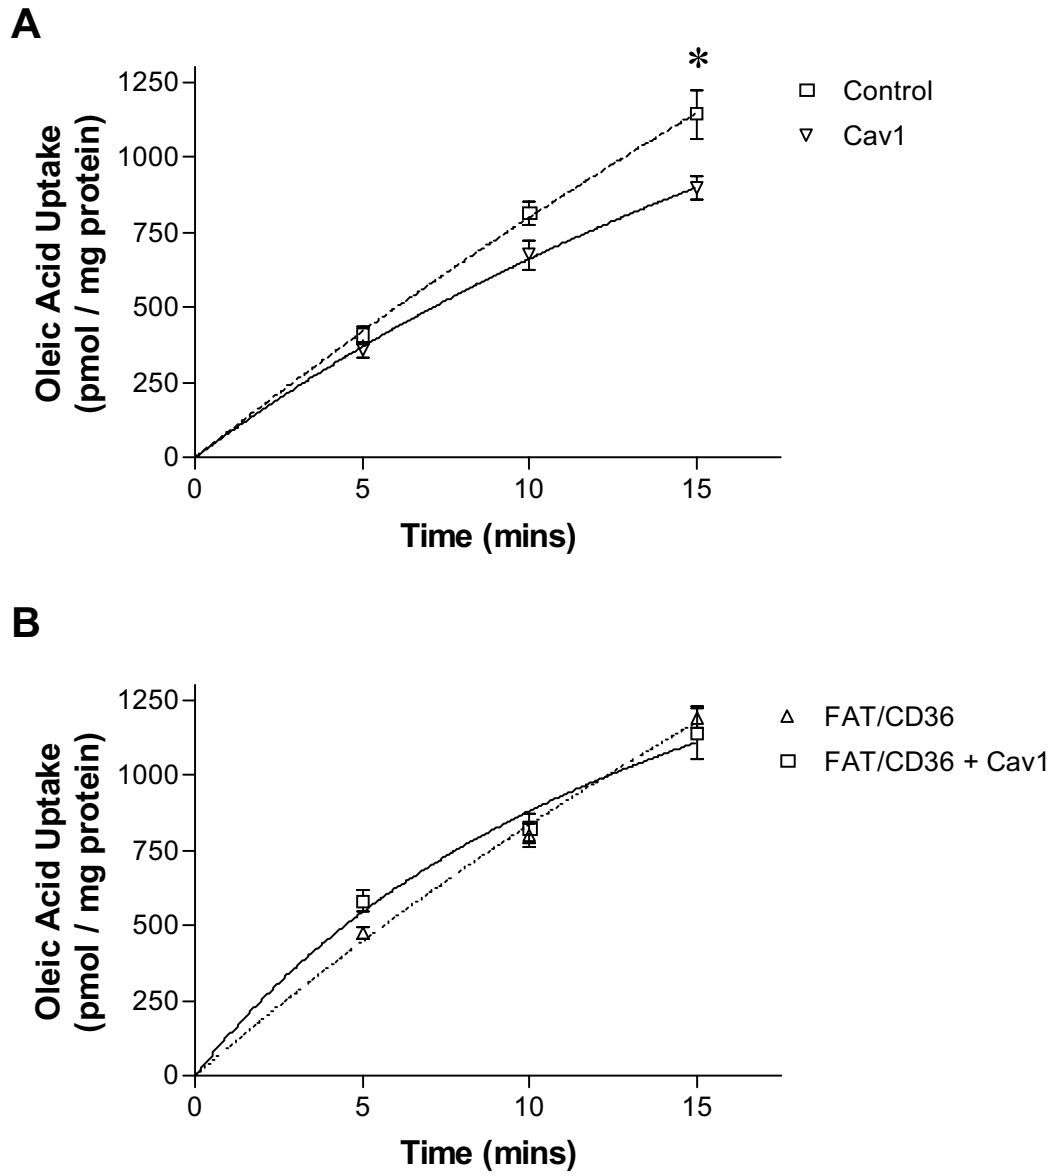 A
*
1250
1000
750
500
250
0
0 5 10 15
Oleic Acid Uptake
(pmol / mg protein)
Time (mins)
Control
Cav1
B
1250
1000
750
500
250
0
0 5 10 15
Oleic Acid Uptake
(pmol / mg protein)
Time (mins)
FAT/CD36
FAT/CD36 + Cav1